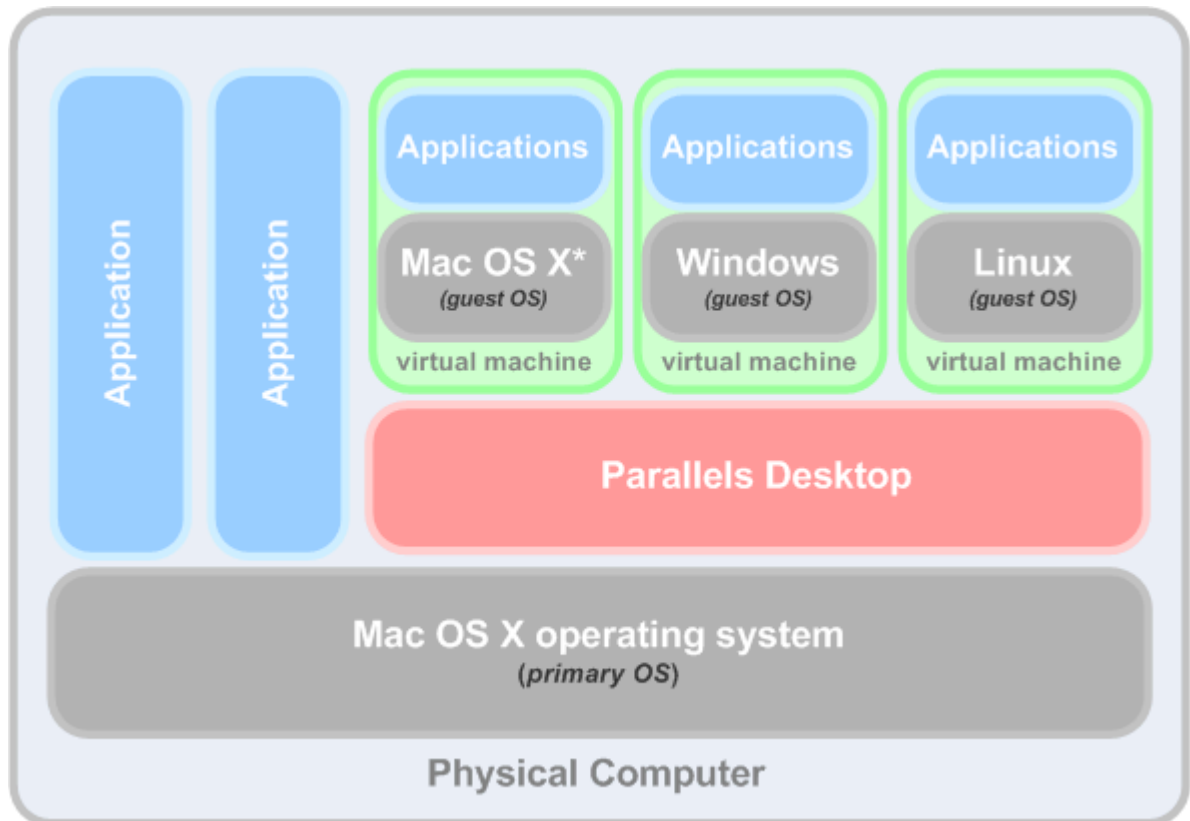 Application
Application
Applications
Mac OS X*
(guest OS)
virtual machine
Applications
Windows
(guest OS)
virtual machine
Applications
Linux
(guest OS)
virtual machine
Parallels Desktop
Mac OS X operating system
(primary OS)
Physical Computer